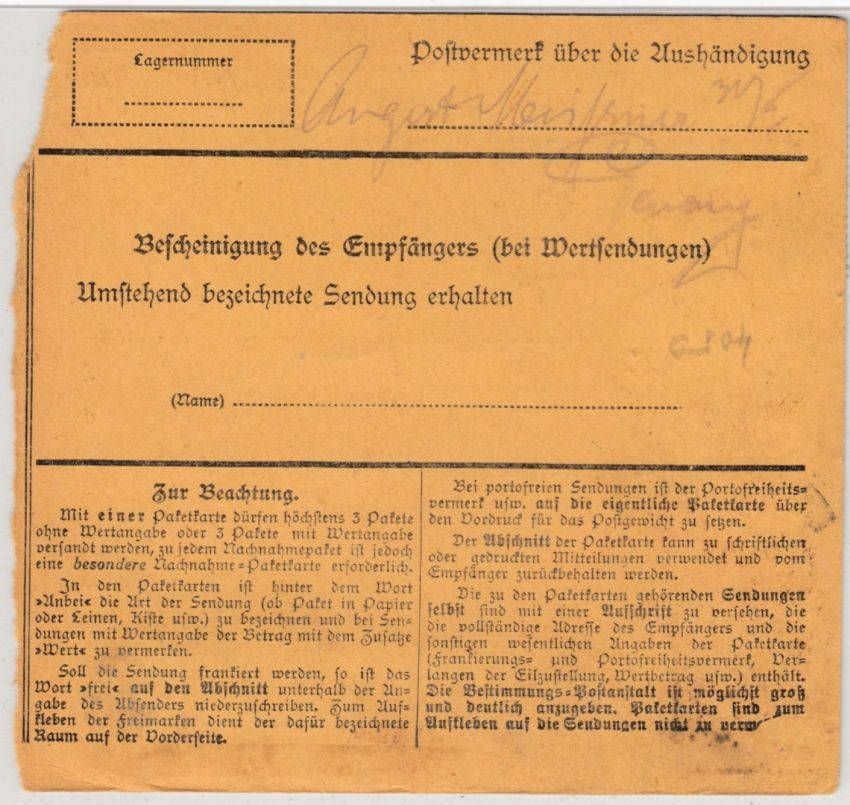 Lagernummer
Postvermerk über die Aushändigung
August
Bescheinigung des Empfängers (bei Wertsendungen)
Umstehend bezeichnete Sendung erhalten
(Name)
Zur Beachtung.
Mit einer Paketkarte dürfen höchstens 3 Pakete
ohne Wertangabe oder 3 Pakete mit Wertangabe
versandt werden, zu jedem Nachnahmepaket ist jedoch
eine besondere Nachnahme-Paketkarte erforderlich.
In den Paketkarten ist hinter dem Wort
»Anbei« die Art der Sendung (ob Paket in Papier
oder Leinen, Kiste usw.) zu bezeichnen und bei Sen-
dungen mit Wertangabe der Betrag mit dem Zusatze
»Wert« zu vermerken.
Soll die Sendung frankiert werden, so ist das
Wort »frei« auf den Abschnitt unterhalb der An-
gabe des Absenders niederzuschreiben. Zum Auf-
kleben der Freimarken dient der dafür bezeichnete
Raum auf der Vorderseite.
Bei portofreien Sendungen ist der Portofreiheits-
vermerk usw. auf die eigentliche Paketkarte über
den Vordruck für das Postgewicht zu setzen.
Der Abschnitt der Paketkarte kann zu schriftlichen
oder gedruckten Mitteilungen verwendet und vom
Empfänger zurückbehalten werden.
Die zu den Paketkarten gehörenden Sendungen
selbst sind mit einer Aufschrift zu versehen, die
die vollständige Adresse des Empfängers und die
sonstigen wesentlichen Angaben der Paketkarte
(Frankierungs- und Portofreiheitsvermerk, Ver-
langen der Eilzustellung, Wertbetrag usw.) enthält.
Die Bestimmungs-Postanstalt ist möglichst groß
und deutlich anzugeben. Paketkarten sind zum
Aufkleben auf die Sendungen nicht zu verw